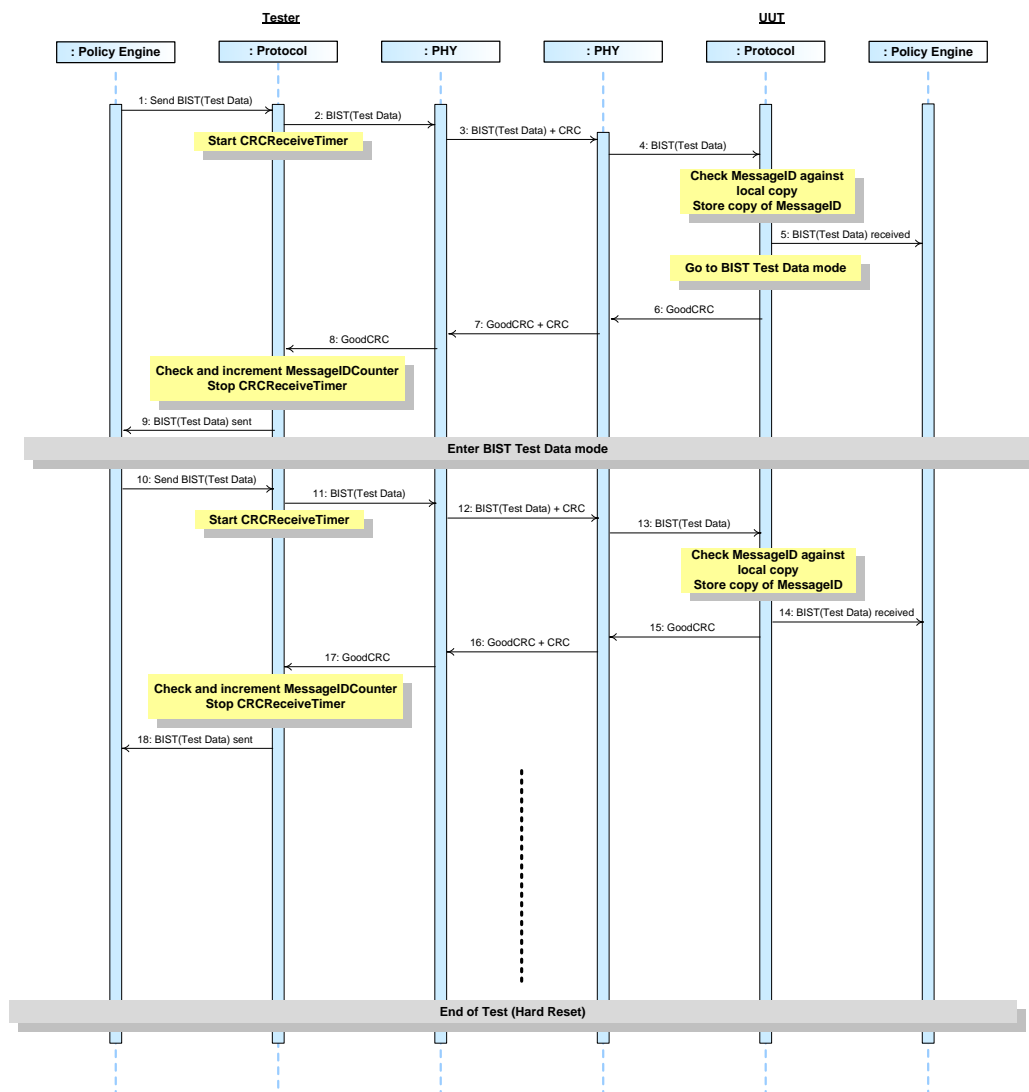 Tester
UUT
: Policy Engine
: Protocol
: PHY
: PHY
: Protocol
: Policy Engine
1: Send BIST(Test Data)
2: BIST(Test Data)
Start CRCReceiveTimer
3: BIST(Test Data) + CRC
4: BIST(Test Data)
Check MessageID against
local copy
Store copy of MessageID
5: BIST(Test Data) received
Go to BIST Test Data mode
6: GoodCRC
7: GoodCRC + CRC
8: GoodCRC
Check and increment MessageIDCounter
Stop CRCReceiveTimer
9: BIST(Test Data) sent
Enter BIST Test Data mode
10: Send BIST(Test Data)
11: BIST(Test Data)
Start CRCReceiveTimer
12: BIST(Test Data) + CRC
13: BIST(Test Data)
Check MessageID against
local copy
Store copy of MessageID
14: BIST(Test Data) received
15: GoodCRC
16: GoodCRC + CRC
17: GoodCRC
Check and increment MessageIDCounter
Stop CRCReceiveTimer
18: BIST(Test Data) sent
End of Test (Hard Reset)